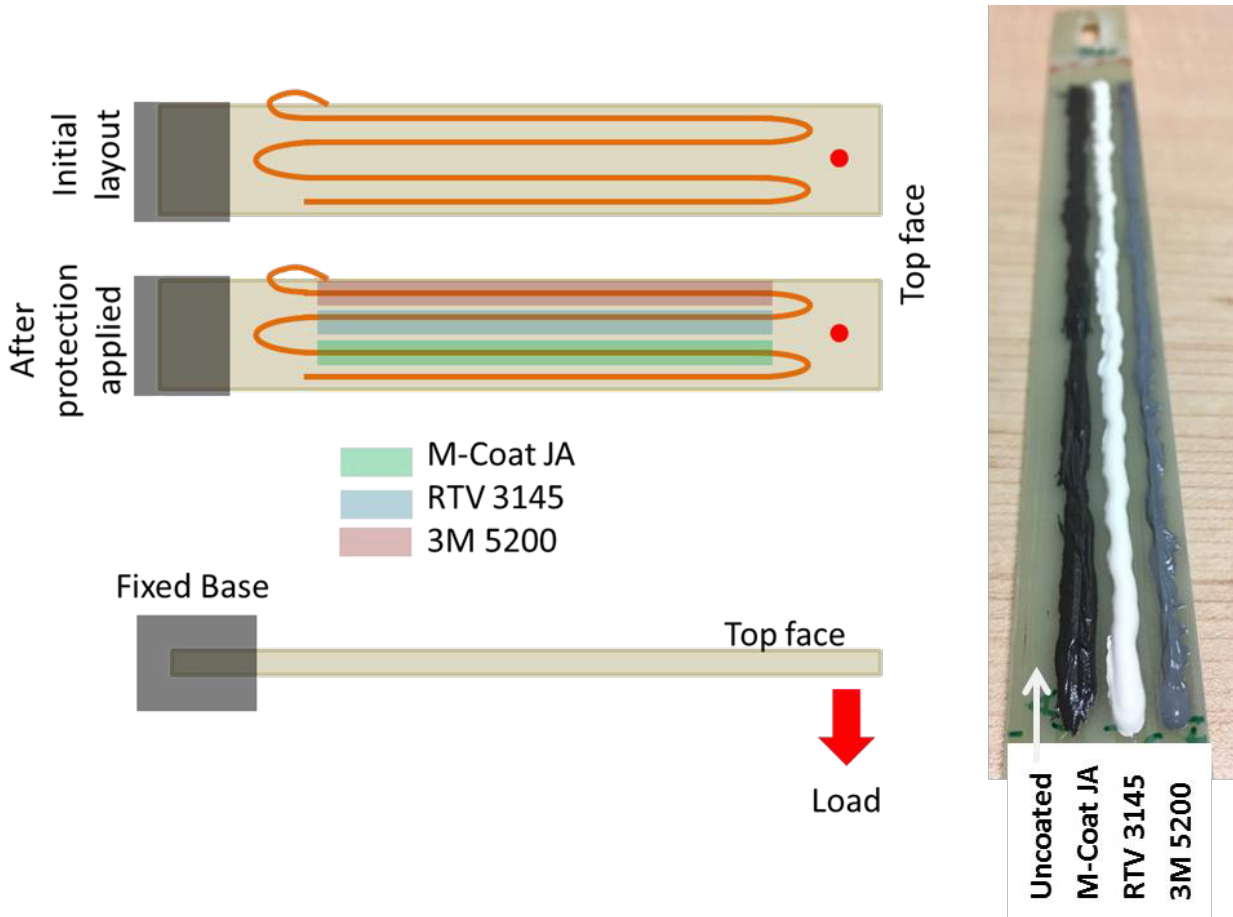 Initial
layout
Top face
After
protection
applied
M-Coat JA
RTV 3145
3M 5200
Fixed Base
Top face
Load
Uncoated
M-Coat JA
RTV 3145
3M 5200